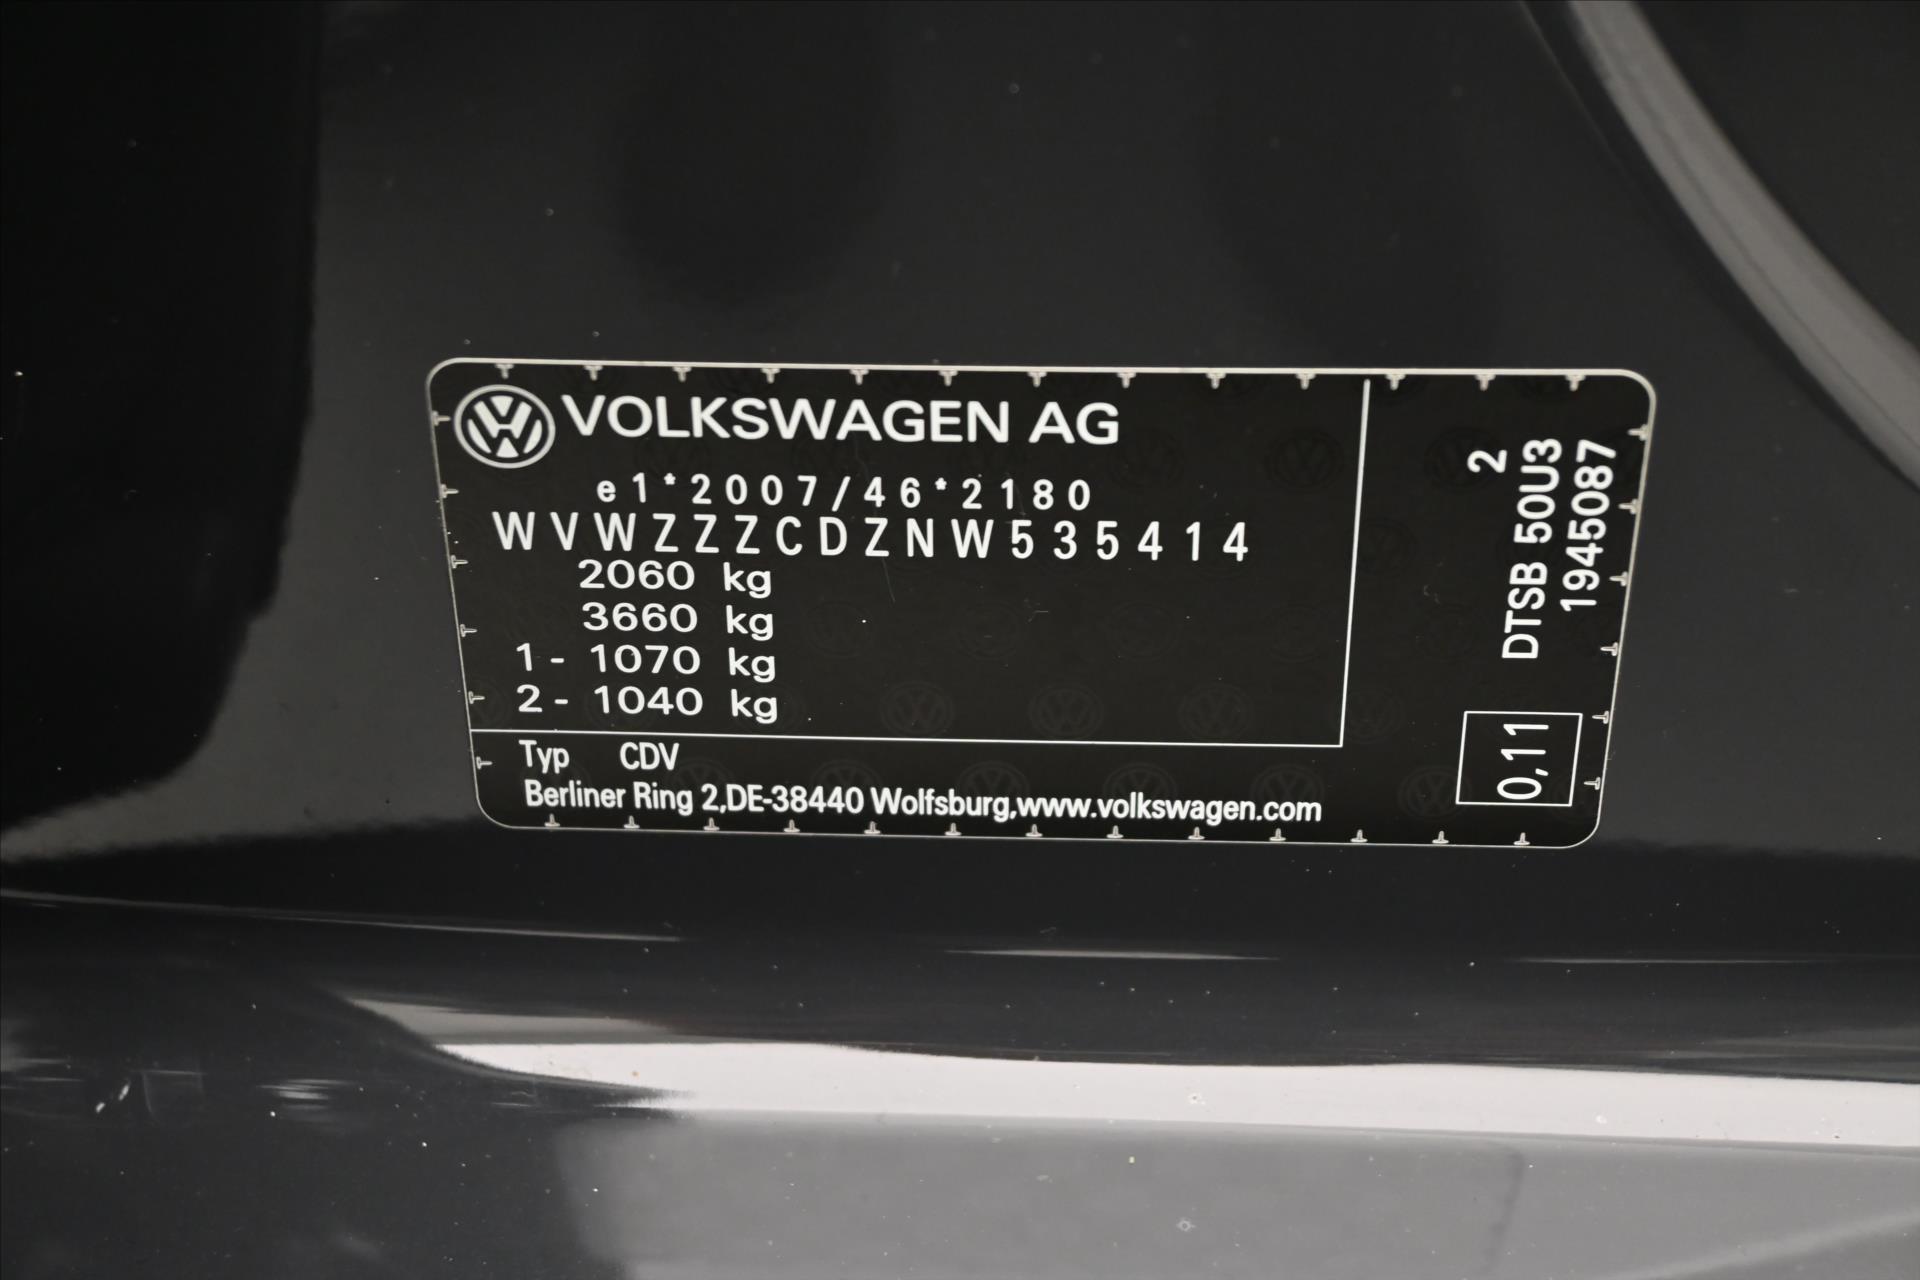 VOLKSWAGEN AG
e1*2007/46*2180
WVWZZZCDZNW535414
2060 kg
3660 kg
1- 1070 kg
2- 1040 kg
Typ CDV
Berliner Ring 2,DE-38440 Wolfsburg,www.volkswagen.com
2
DTSB 50U3
1945087
0,11